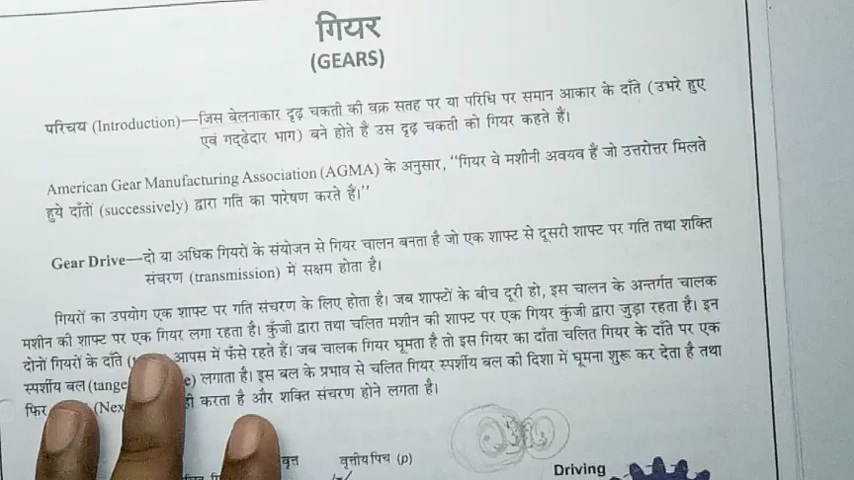 गियर
(GEARS)
परिचय (Introduction)—जिस बेलनाकार दृढ़ चकती की वक्र सतह पर या परिधि पर समान आकार के दाँते (उभरे हुए
एवं गद्ढेदार भाग) बने होते हैं उस दृढ़ चकती को गियर कहते हैं।
American Gear Manufacturing Association (AGMA) के अनुसार, “गियर वे मशीनी अवयव हैं जो उत्तरोत्तर मिलते
हुये दाँतों (successively) द्वारा गति का पारेषण करते हैं।”
Gear Drive—दो या अधिक गियरों के संयोजन से गियर चालन बनता है जो एक शाफ्ट से दूसरी शाफ्ट पर गति तथा शक्ति
संचरण (transmission) में सक्षम होता है।
गियरों का उपयोग एक शाफ्ट पर गति संचरण के लिए होता है। जब शाफ्टों के बीच दूरी हो, इस चालन के अन्तर्गत चालक
मशीन की शाफ्ट पर एक गियर लगा रहता है। कुँजी द्वारा तथा चलित मशीन की शाफ्ट पर एक गियर कुंजी द्वारा जुड़ा रहता है। इन
दोनों गियरों के दाँते आपस में फँसे रहते हैं। जब चालक गियर घूमता है तो इस गियर का दाँता चलित गियर के दाँते पर एक
स्पर्शीय बल लगाता है। इस बल के प्रभाव से चलित गियर स्पर्शीय बल की दिशा में घूमना शुरू कर देता है तथा
फिर करता है और शक्ति संचरण होने लगता है।
वृत्त वृत्तीय पिच (p)
Driving